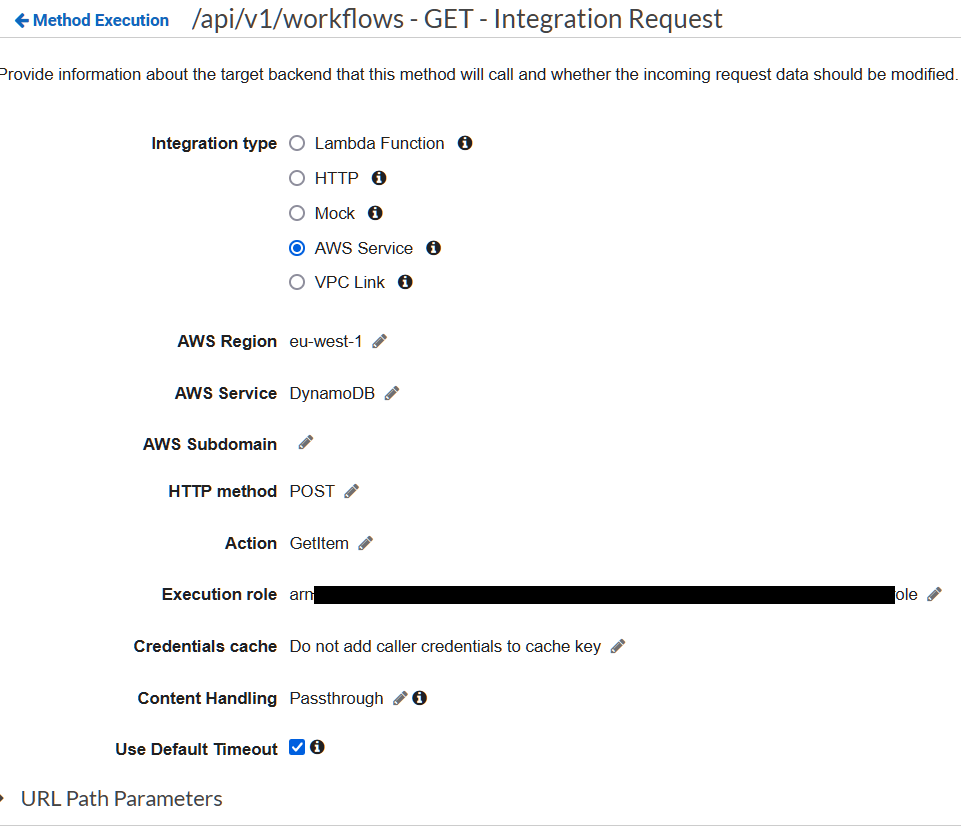 Method Execution /api/v1/workflows - GET - Integration Request
Provide information about the target backend that this method will call and whether the incoming request data should be modified.
Integration type Lambda Function
HTTP
Mock
AWS Service
VPC Link
AWS Region eu-west-1
AWS Service DynamoDB
AWS Subdomain
HTTP method POST
Action GetItem
Execution role arn ole
Credentials cache Do not add caller credentials to cache key
Content Handling Passthrough
Use Default Timeout
URL Path Parameters